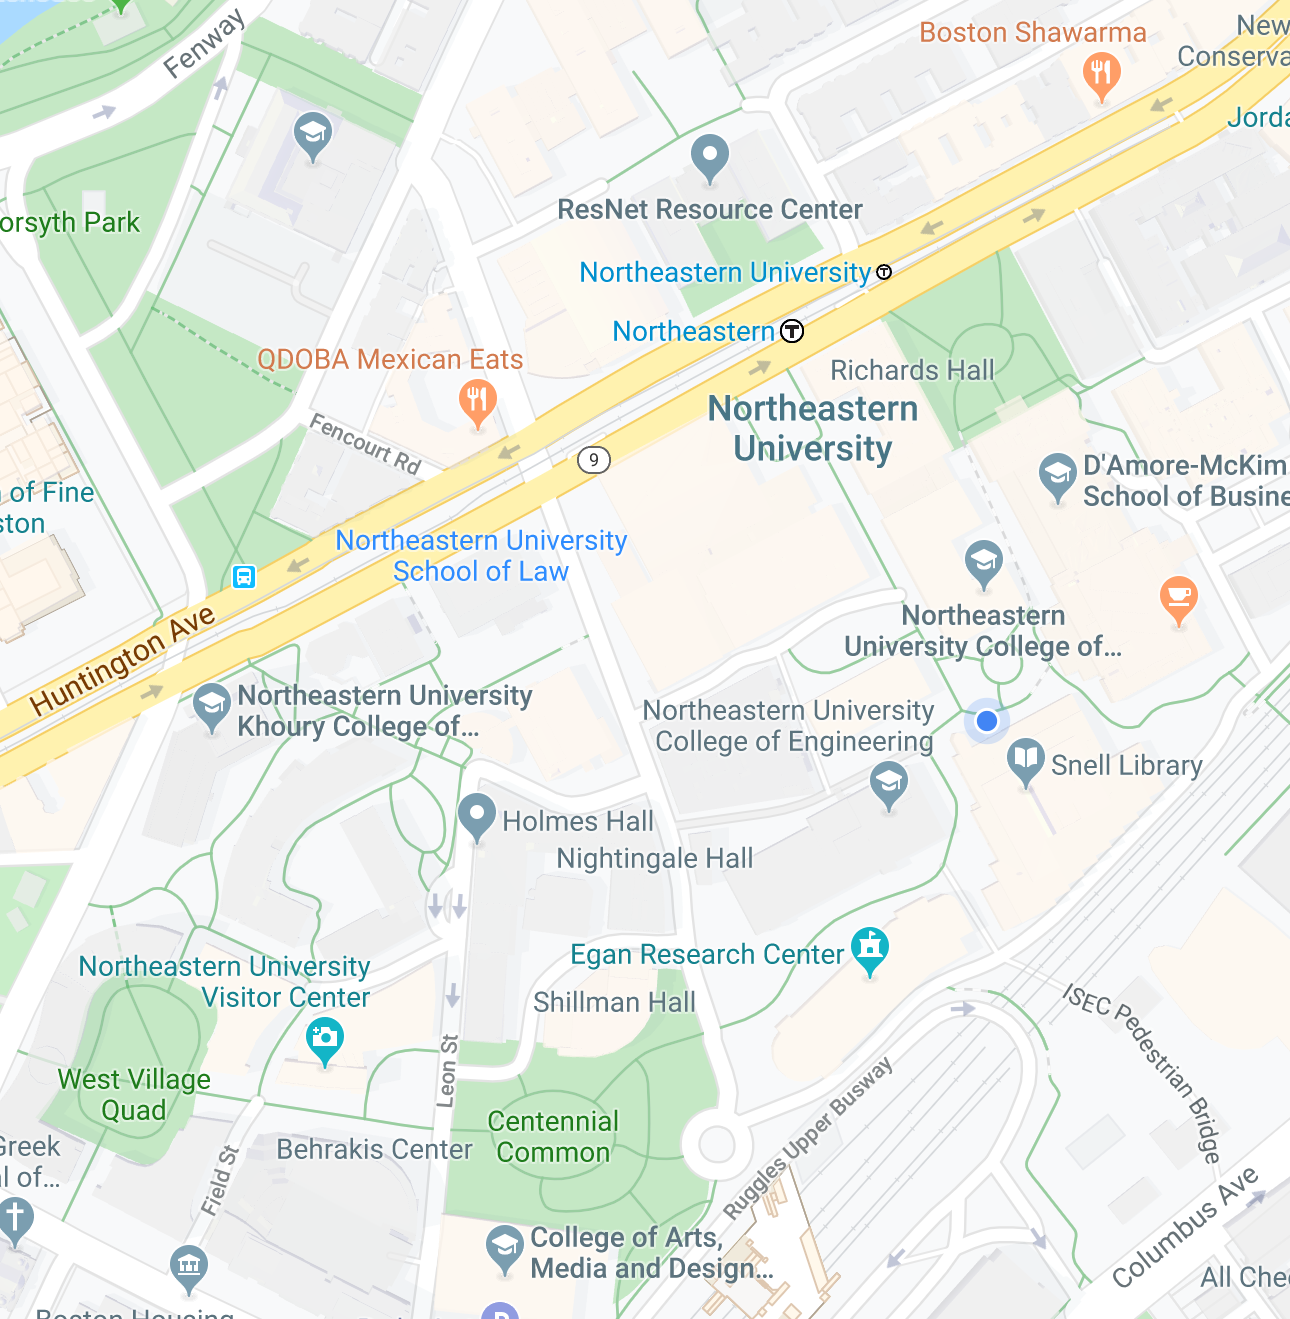 Fenway
Boston Shawarma
New
Conserva
Jorda
orsyth Park
ResNet Resource Center
Northeastern University
T
Northeastern
T
QDOBA Mexican Eats
Richards Hall
Northeastern
University
Fencourt Rd
9
D'Amore-McKim
School of Busine
n of Fine
ston
Northeastern University
School of Law
Northeastern
University College of...
Huntington Ave
Northeastern University
Khoury College of...
Northeastern University
College of Engineering
Snell Library
Holmes Hall
Nightingale Hall
Egan Research Center
Northeastern University
Visitor Center
Shillman Hall
ISEC Pedestrian Bridge
Leon St
West Village
Quad
Centennial
Common
Ruggles Upper Busway
Greek
al of...
Behrakis Center
Field St
Columbus Ave
College of Arts,
Media and Design...
All Che
Boston Housing